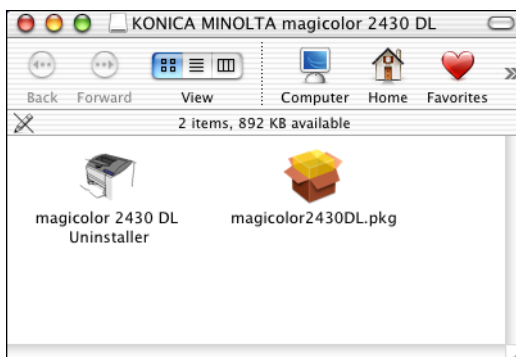 KONICA MINOLTA magicolor 2430 DL
Back Forward View Computer Home Favorites
2 items, 892 KB available
magicolor 2430 DL magicolor2430DL.pkg
Uninstaller